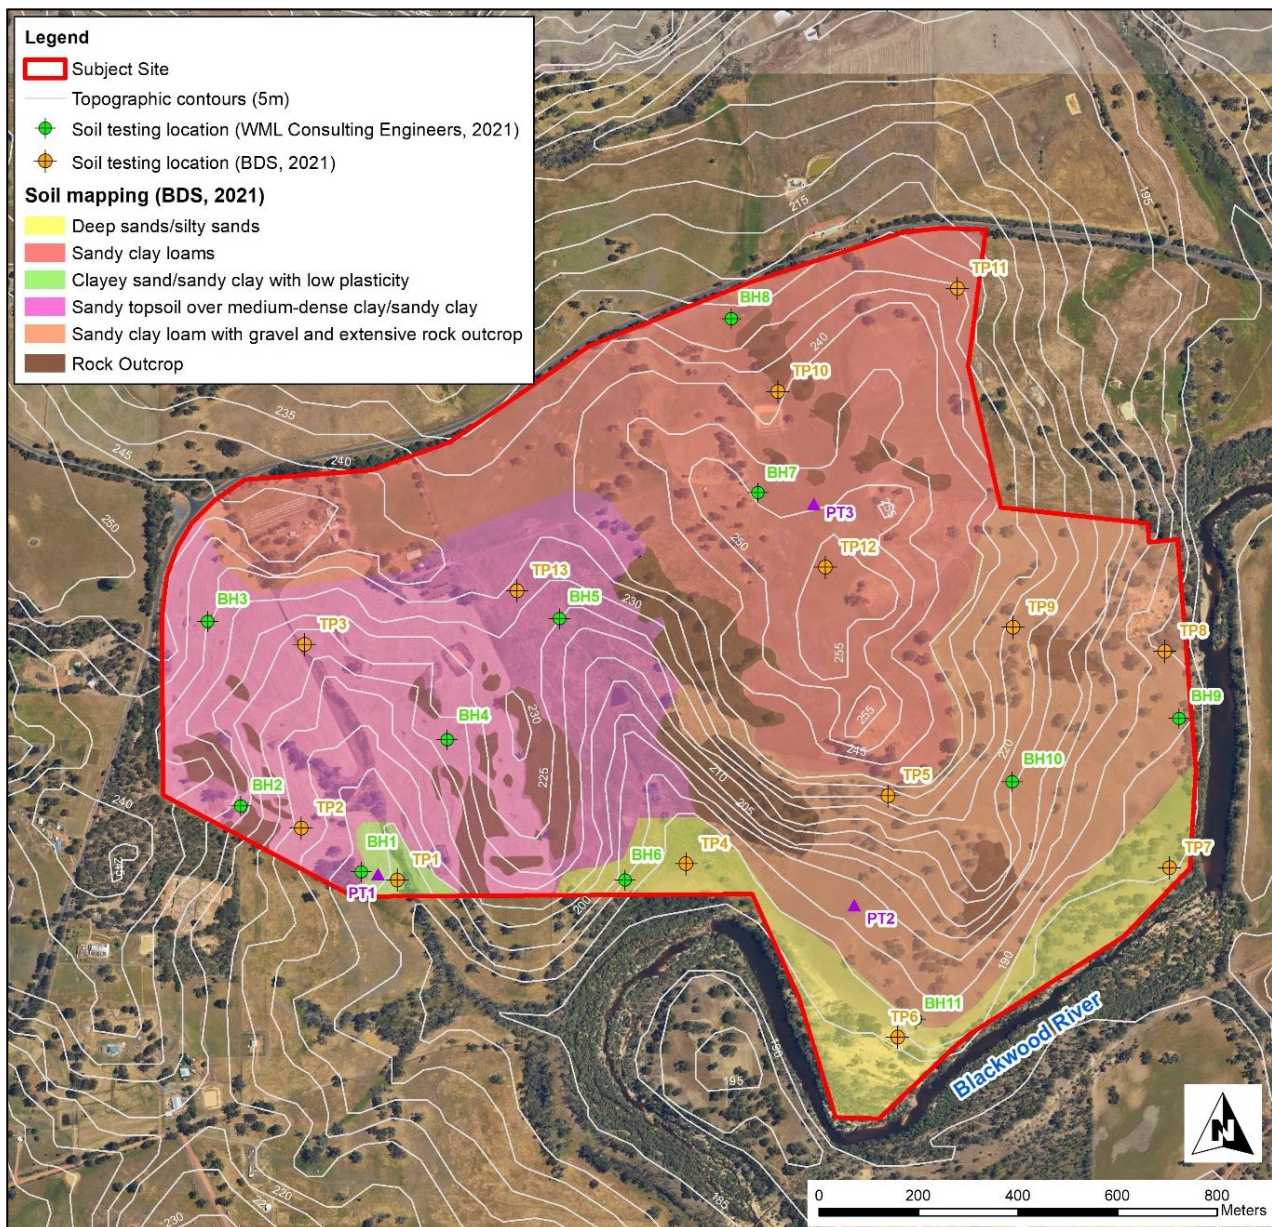 Legend
Subject Site
Topographic contours (5m)
Soil testing location (WML Consulting Engineers, 2021)
Soil testing location (BDS, 2021)
Soil mapping (BDS, 2021)
Deep sands/silty sands
Sandy clay loams
Clayey sand/sandy clay with low plasticity
Sandy topsoil over medium-dense clay/sandy clay
Sandy clay loam with gravel and extensive rock outcrop
Rock Outcrop
195
215
TP11
BH8
240
TP10
235
245
240
250
BH7
255
PT3
250
TP12
TP13
BH5
230
BH3
TP3
TP9
TP8
255
230
255
BH9
BH4
245
225
220
BH10
210
TP5
205
240
BH2
TP2
245
BH1
TP1
PT1
BH6
TP4
TP7
200
PT2
190
BH11
TP6
190
195
Blackwood River
N
185
220
225
230
0 200 400 600 800
Meters